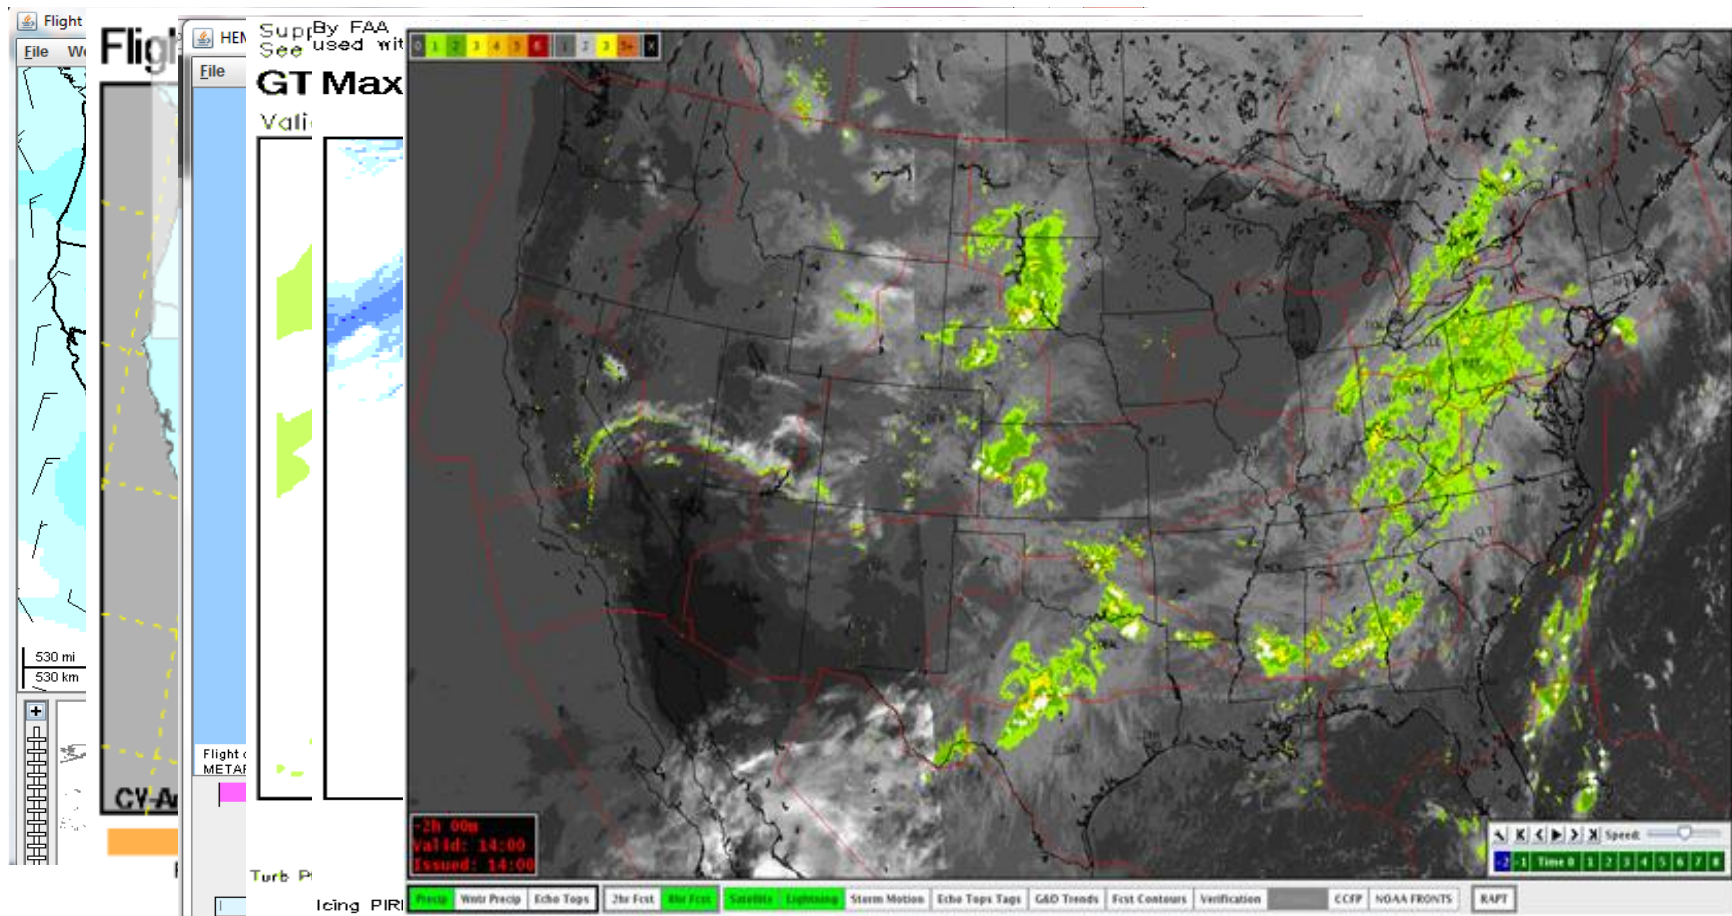 Flight
File
530 mi
530 km
+
Flig
CV-A
HEM
File
Flight
METAR
Supp
See
GT
Vali
Turb
By FAA
used wit
Max
Icing PIR
0 1 2 3 4 5 6 1 2 3 5+ X
-2h 00m
Valid: 14:00
Issued: 14:00
Speed:
-2 -1 Time 0 1 2 3 4 5 6 7 8
Precip Wntr Precip Echo Tops 2hr Fcst 8hr Fcst Satellite Lightning Storm Motion Echo Tops Tags G&D Trends Fcst Contours Verification CCFP NOAA FRONTS RAPT